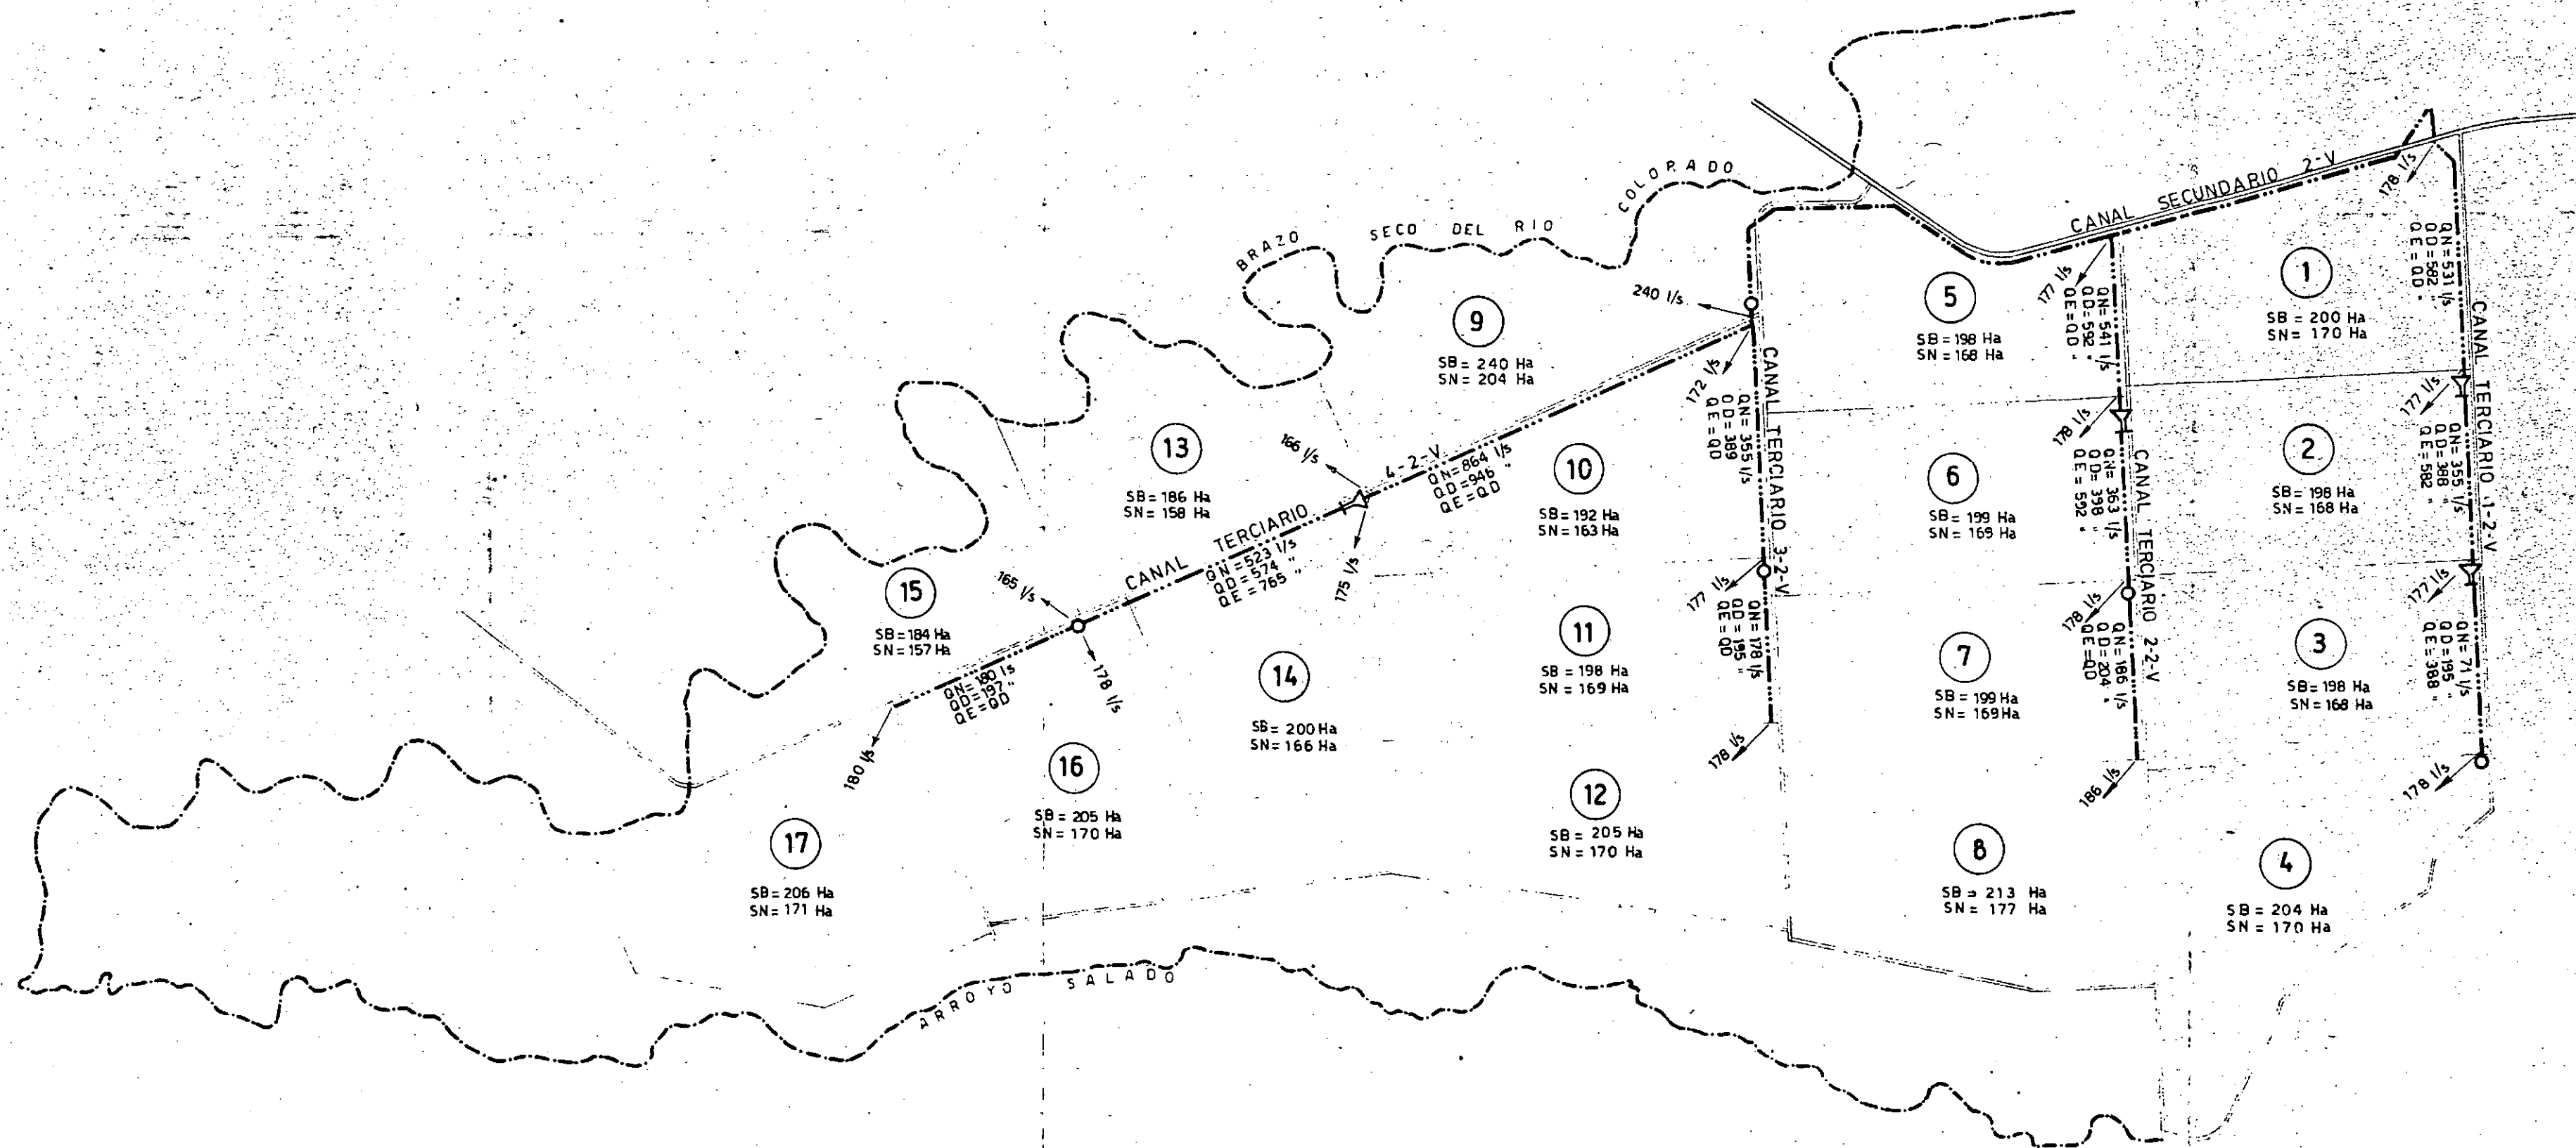 BRAZO SECO DEL RIO COLORADO
CANAL SECUNDARIO 2-V
178 l/s
QN=531 l/s
QD=582 "
QE=QD "
CANAL TERCIARIO 1-2-V
1
SB = 200 Ha
SN = 170 Ha
177 l/s
QN=355 l/s
QD=388 "
QE=582 "
2
SB = 198 Ha
SN = 168 Ha
177 l/s
QD=195 "
QE=388 "
3
SB = 198 Ha
SN = 168 Ha
178 l/s
4
SB = 204 Ha
SN = 170 Ha
177 l/s
QN=541 l/s
QD=592 "
QE=QD "
5
SB = 198 Ha
SN = 168 Ha
178 l/s
QN=363 l/s
QD=398 "
QE=592 "
CANAL TERCIARIO 2-2-V
6
SB = 199 Ha
SN = 169 Ha
178 l/s
QN=186 l/s
QD=204 "
QE=QD
7
SB = 199 Ha
SN = 169 Ha
186 l/s
8
SB = 213 Ha
SN = 177 Ha
240 l/s
9
SB = 240 Ha
SN = 204 Ha
172 l/s
QN=355 l/s
QD=389
QE=QD
CANAL TERCIARIO 3-2-V
10
SB = 192 Ha
SN = 163 Ha
177 l/s
QN=178 l/s
QD=195 "
QE=QD
11
SB = 198 Ha
SN = 169 Ha
178 l/s
12
SB = 205 Ha
SN = 170 Ha
CANAL TERCIARIO 4-2-V
QN=864 l/s
QD=946 "
QE=QD
166 l/s
175 l/s
13
SB = 186 Ha
SN = 158 Ha
QN=523 l/s
QD=574 "
QE=765 "
14
SB = 200 Ha
SN = 166 Ha
165 l/s
178 l/s
15
SB = 184 Ha
SN = 157 Ha
QN=180 l/s
QD=197 "
QE=QD
16
SB = 205 Ha
SN = 170 Ha
180 l/s
17
SB = 206 Ha
SN = 171 Ha
ARROYO SALADO